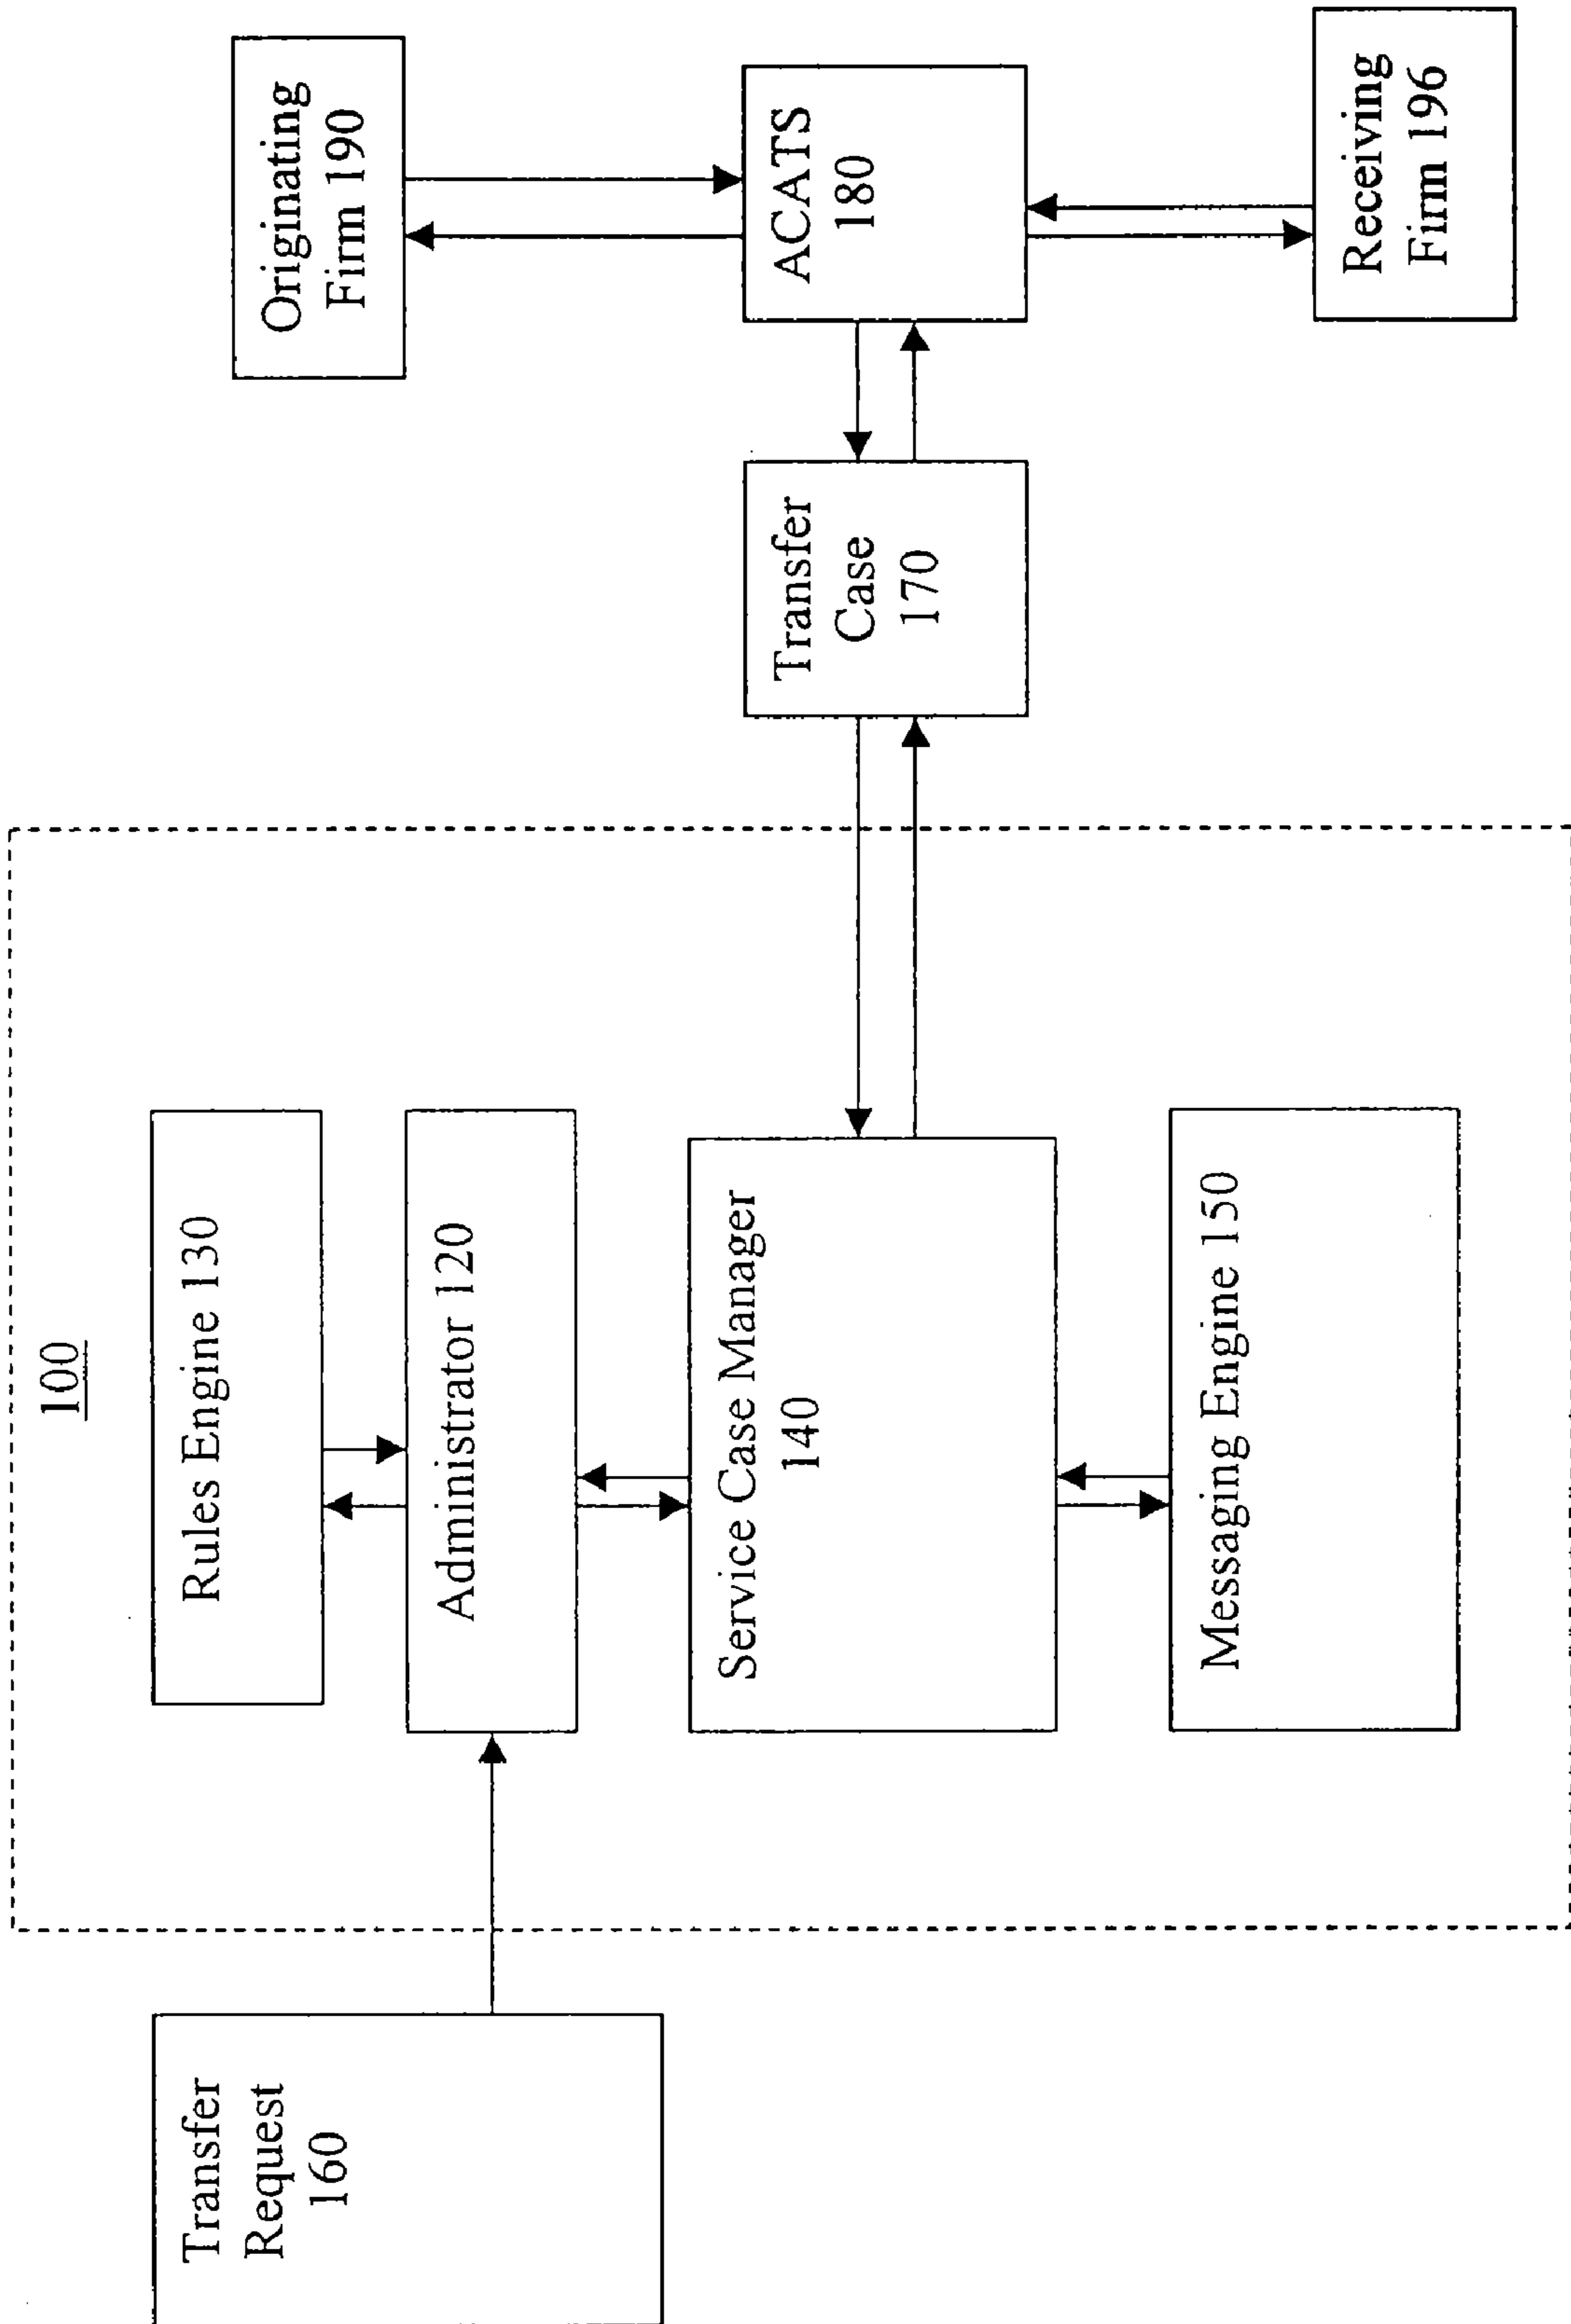 100
Transfer
Request
160
Rules Engine 130
Administrator 120
Service Case Manager
140
Messaging Engine 150
Transfer
Case
170
Originating
Firm 190
ACATS
180
Receiving
Firm 196